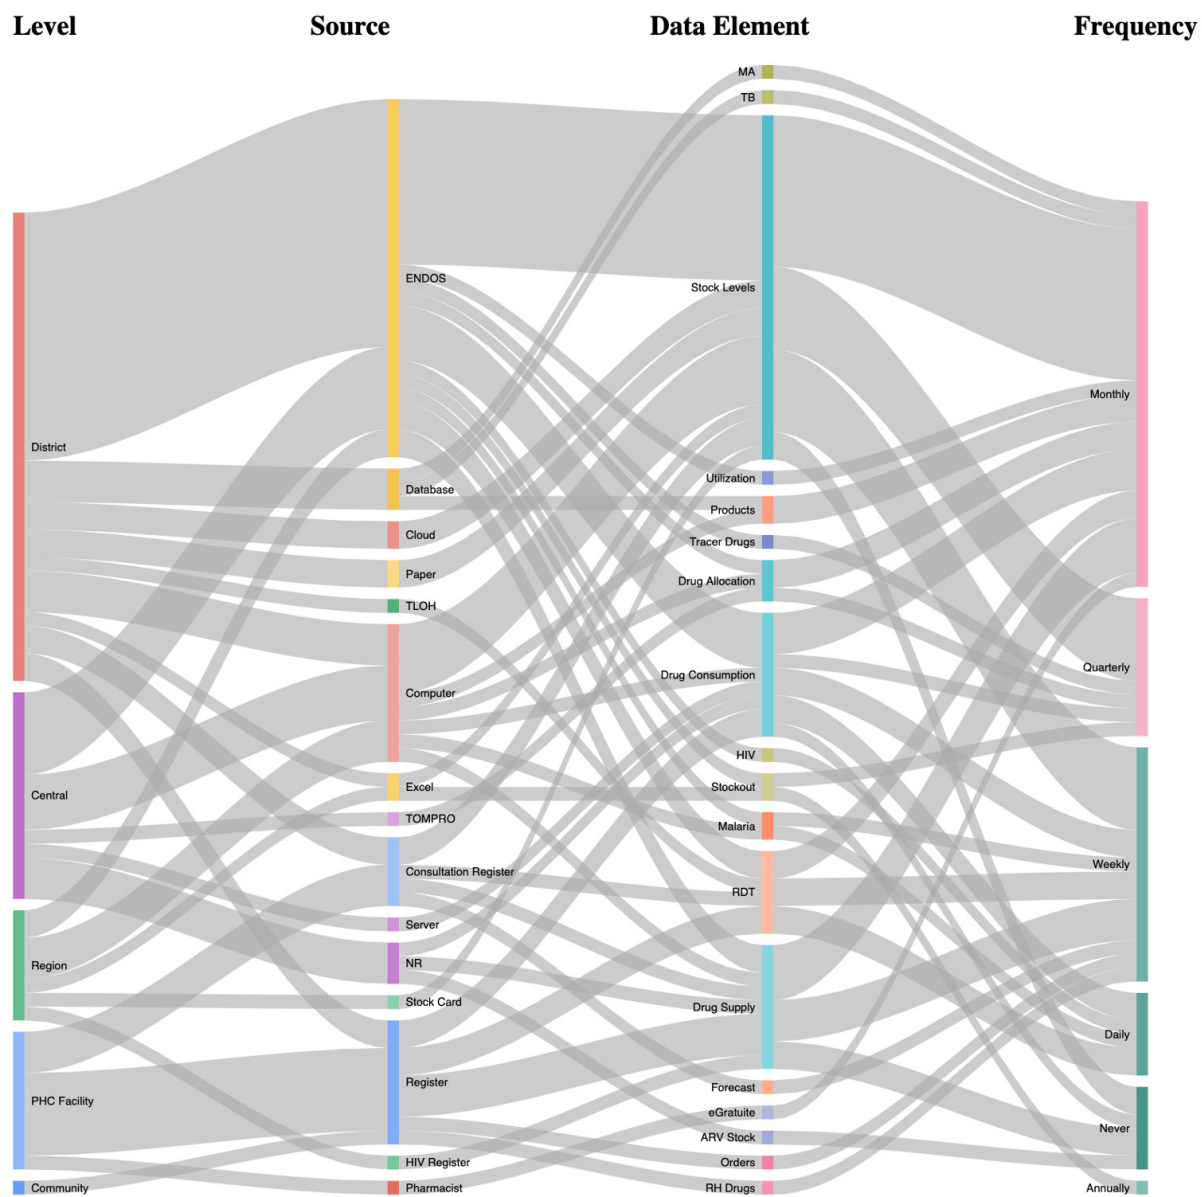 Level
Source
Data Element
Frequency
District
Central
Region
PHC Facility
Community
ENDOS
Database
Cloud
Paper
TLOH
Computer
Excel
TOMPRO
Consultation Register
Server
NR
Stock Card
Register
HIV Register
Pharmacist
MA
TB
Stock Levels
Utilization
Products
Tracer Drugs
Drug Allocation
Drug Consumption
HIV
Stockout
Malaria
RDT
Drug Supply
Forecast
eGratuite
ARV Stock
Orders
RH Drugs
Monthly
Quarterly
Weekly
Daily
Never
Annually